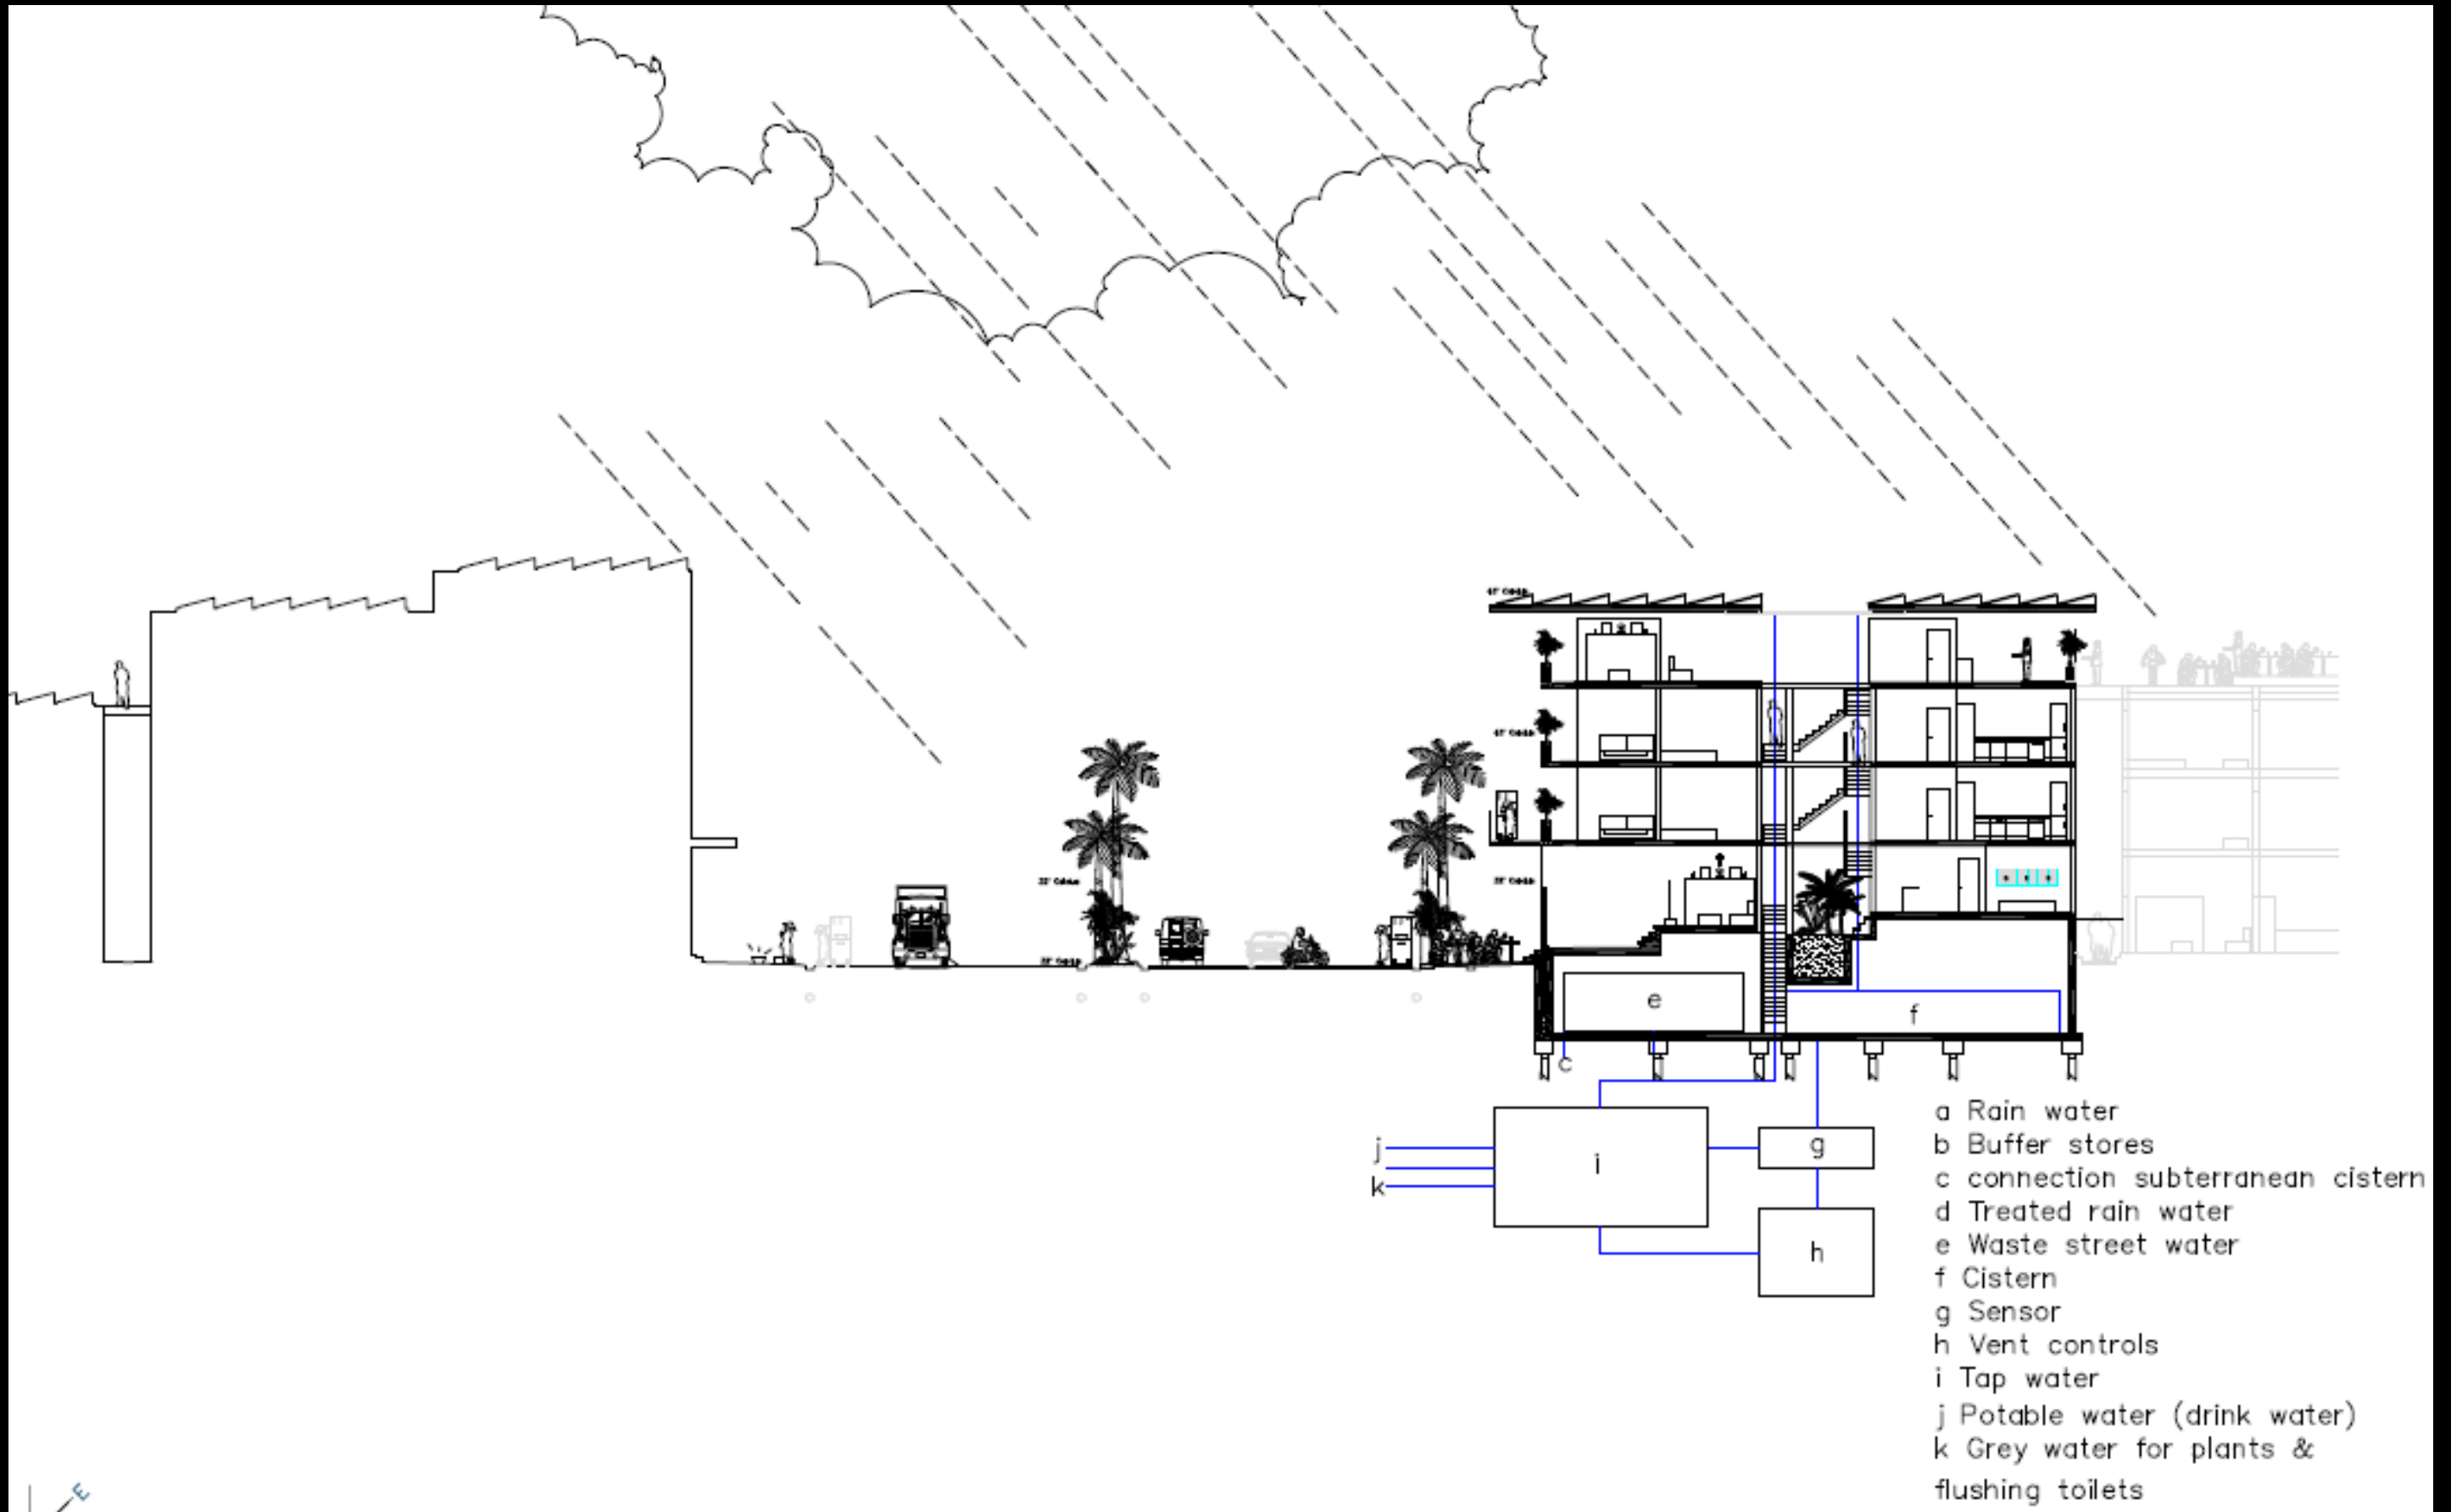 e
f
c
j
i
g
k
h
a Rain water
b Buffer stores
c connection subterranean cistern
d Treated rain water
e Waste street water
f Cistern
g Sensor
h Vent controls
i Tap water
j Potable water (drink water)
k Grey water for plants &
flushing toilets
E